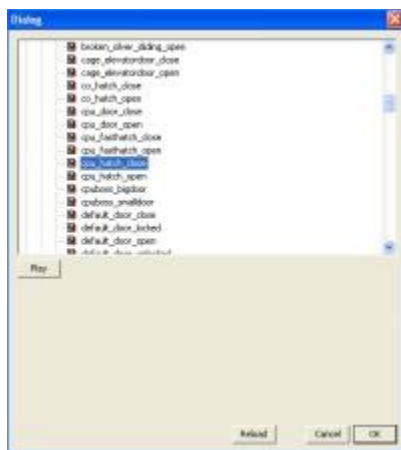 Dialog
broken_silver_sliding_open
cage_elevatordoor_close
cage_elevatordoor_open
co_hatch_close
co_hatch_open
cpu_door_close
cpu_door_open
cpu_fasthatch_close
cpu_fasthatch_open
cpu_hatch_close
cpu_hatch_open
cpuboss_bigdoor
cpuboss_smalldoor
default_door_close
default_door_locked
default_door_open
default_door_unlocked
Play
Reload
Cancel
OK